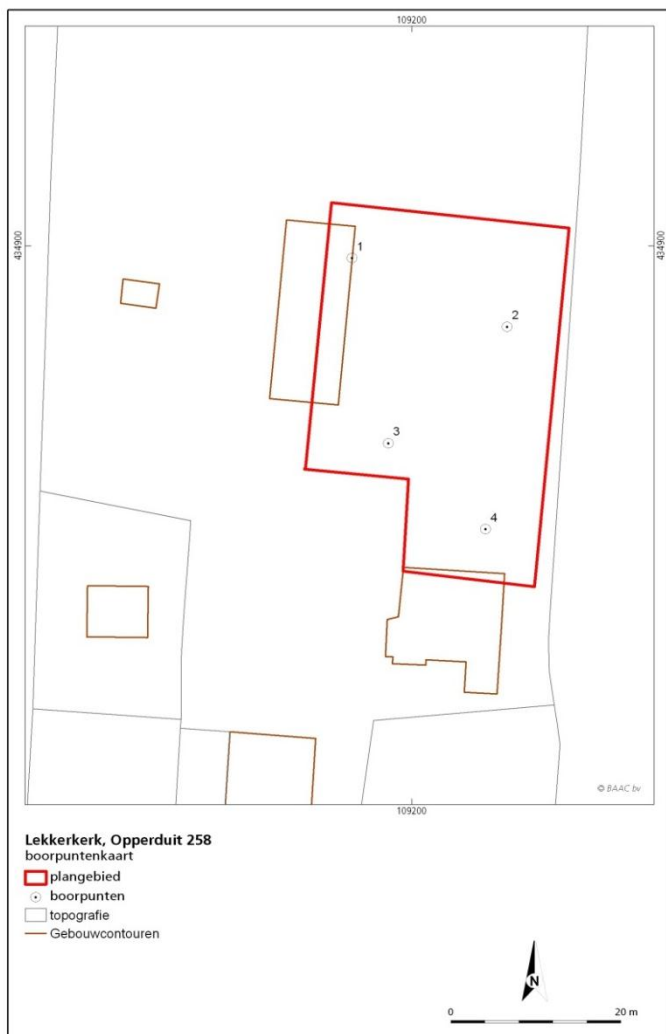 109200
434900
434900
1
2
3
4
© BAAC bv
109200
Lekkerkerk, Opperduit 258
boorpuntenkaart
plangebied
boorpunten
topografie
Gebouwcontouren
N
0 20 m